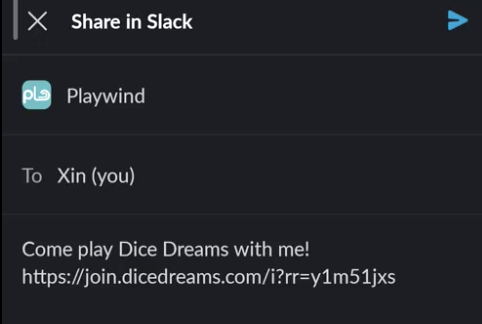 Share in Slack
pla
Playwind
To Xin (you)
Come play Dice Dreams with me!
https://join.dicedreams.com/i?rr=y1m51jxs